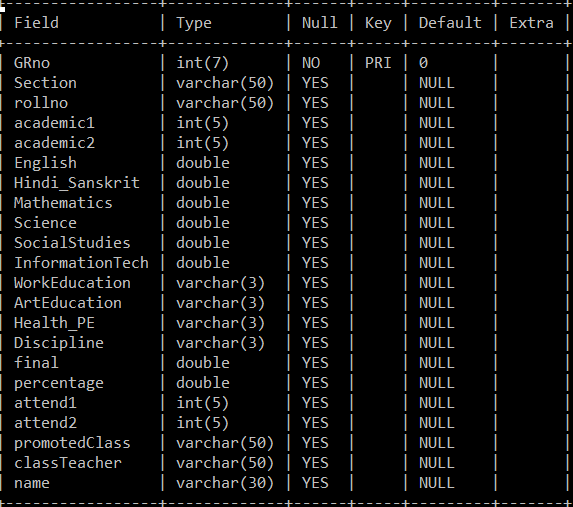 +-----------------+-------------+------+-----+---------+-------+
| Field           | Type        | Null | Key | Default | Extra |
+-----------------+-------------+------+-----+---------+-------+
| GRno            | int(7)      | NO   | PRI | 0       |       |
| Section         | varchar(50) | YES  |     | NULL    |       |
| rollno          | varchar(50) | YES  |     | NULL    |       |
| academic1       | int(5)      | YES  |     | NULL    |       |
| academic2       | int(5)      | YES  |     | NULL    |       |
| English         | double      | YES  |     | NULL    |       |
| Hindi_Sanskrit  | double      | YES  |     | NULL    |       |
| Mathematics     | double      | YES  |     | NULL    |       |
| Science         | double      | YES  |     | NULL    |       |
| SocialStudies   | double      | YES  |     | NULL    |       |
| InformationTech | double      | YES  |     | NULL    |       |
| WorkEducation   | varchar(3)  | YES  |     | NULL    |       |
| ArtEducation    | varchar(3)  | YES  |     | NULL    |       |
| Health_PE       | varchar(3)  | YES  |     | NULL    |       |
| Discipline      | varchar(3)  | YES  |     | NULL    |       |
| final           | double      | YES  |     | NULL    |       |
| percentage      | double      | YES  |     | NULL    |       |
| attend1         | int(5)      | YES  |     | NULL    |       |
| attend2         | int(5)      | YES  |     | NULL    |       |
| promotedClass   | varchar(50) | YES  |     | NULL    |       |
| classTeacher    | varchar(50) | YES  |     | NULL    |       |
| name            | varchar(30) | YES  |     | NULL    |       |
+-----------------+-------------+------+-----+---------+-------+